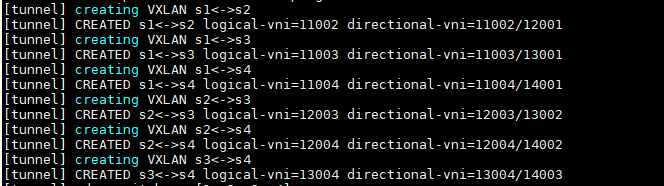 [tunnel] creating VXLAN s1<->s2
[tunnel] CREATED s1<->s2 logical-vni=11002 directional-vni=11002/12001
[tunnel] creating VXLAN s1<->s3
[tunnel] CREATED s1<->s3 logical-vni=11003 directional-vni=11003/13001
[tunnel] creating VXLAN s1<->s4
[tunnel] CREATED s1<->s4 logical-vni=11004 directional-vni=11004/14001
[tunnel] creating VXLAN s2<->s3
[tunnel] CREATED s2<->s3 logical-vni=12003 directional-vni=12003/13002
[tunnel] creating VXLAN s2<->s4
[tunnel] CREATED s2<->s4 logical-vni=12004 directional-vni=12004/14002
[tunnel] creating VXLAN s3<->s4
[tunnel] CREATED s3<->s4 logical-vni=13004 directional-vni=13004/14003